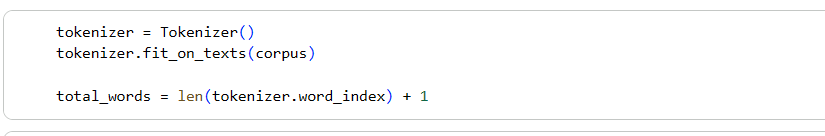 tokenizer = Tokenizer()
tokenizer.fit_on_texts(corpus)
total_words = len(tokenizer.word_index) + 1